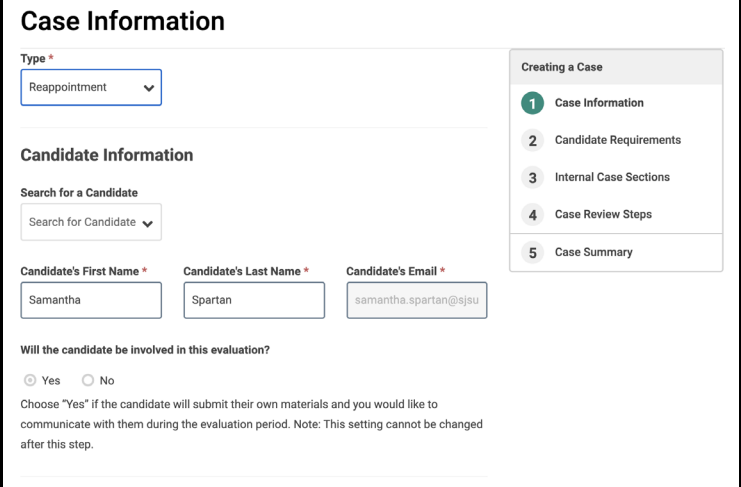 Case Information
Type *
Reappointment
Candidate Information
Search for a Candidate
Search for Candidate
Candidate's First Name *
Candidate's Last Name *
Candidate's Email *
Samantha
Spartan
samantha.spartan@sjsu
Will the candidate be involved in this evaluation?
Yes
No
Choose "Yes" if the candidate will submit their own materials and you would like to
communicate with them during the evaluation period. Note: This setting cannot be changed
after this step.
Creating a Case
1 Case Information
2 Candidate Requirements
3 Internal Case Sections
4 Case Review Steps
5 Case Summary